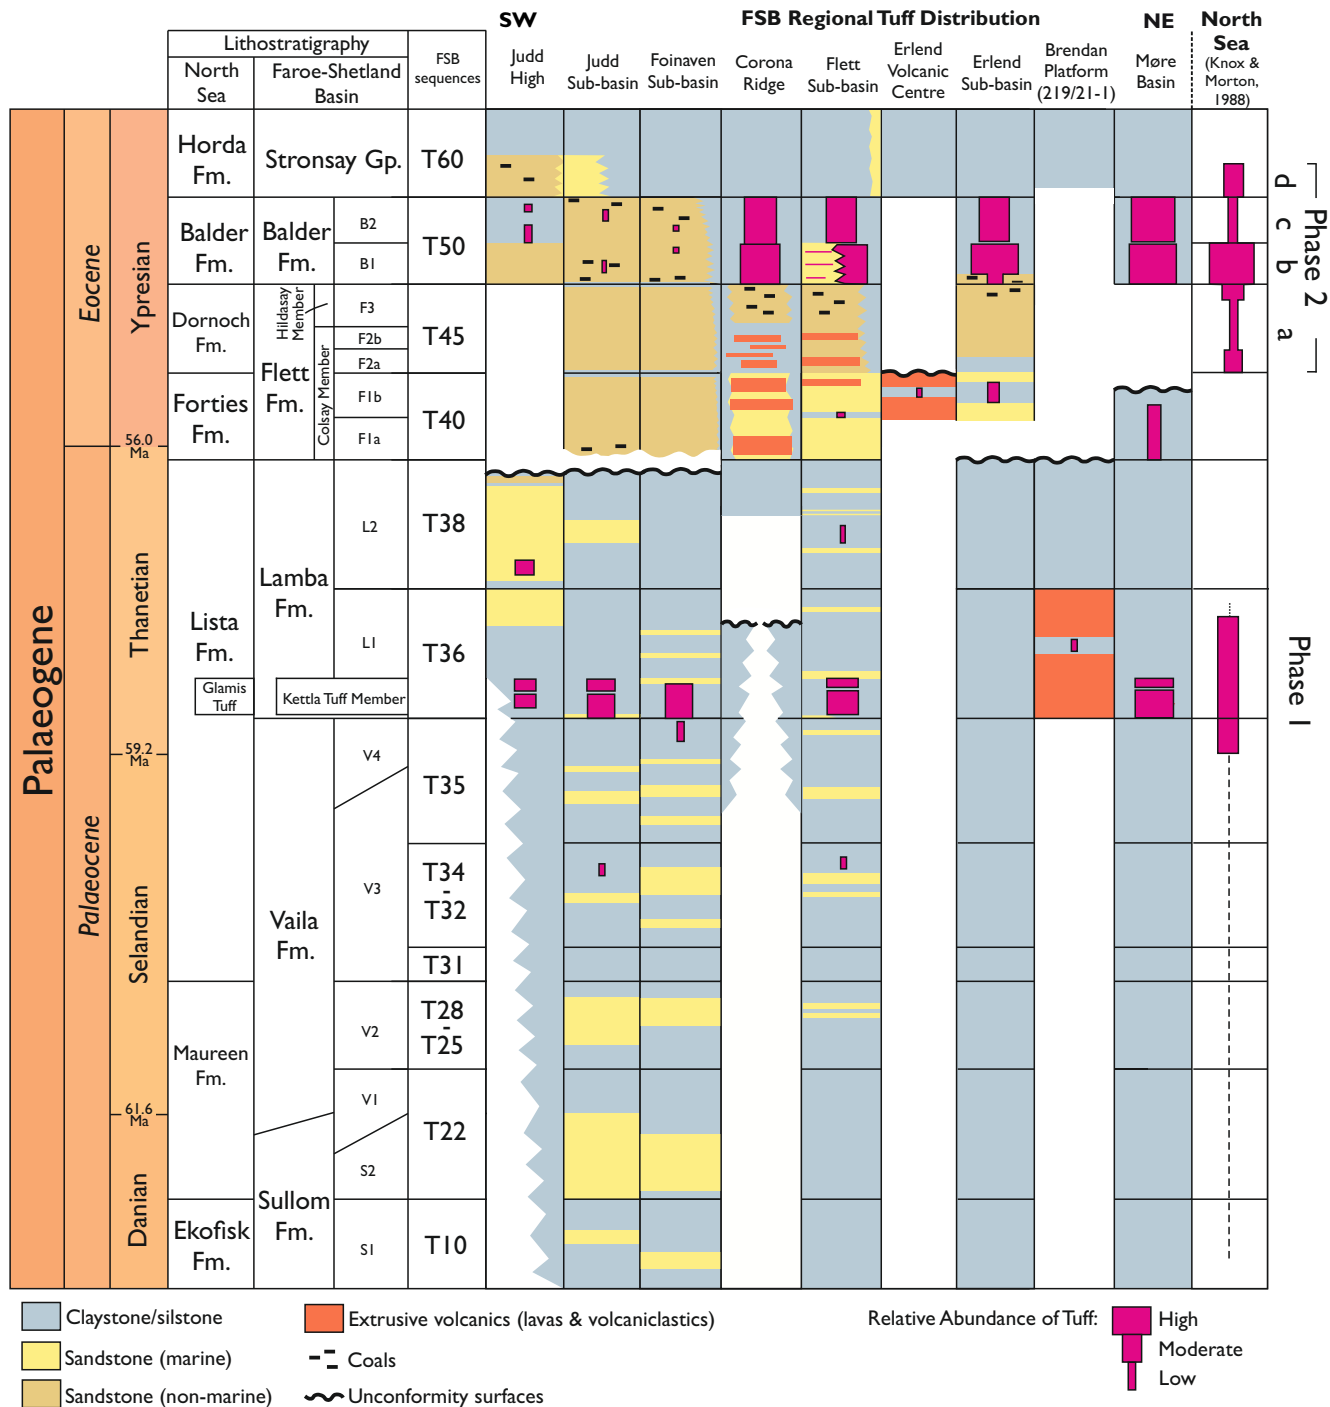 SW
FSB Regional Tuff Distribution
NE
North
Sea
(Knox &
Morton,
1988)
Lithostratigraphy
North
Sea
Faroe-Shetland
Basin
FSB
sequences
Judd
High
Judd
Sub-basin
Foinaven
Sub-basin
Corona
Ridge
Flett
Sub-basin
Erlend
Volcanic
Centre
Erlend
Sub-basin
Brendan
Platform
(219/21-1)
Møre
Basin
Palaeogene
Eocene
Palaeocene
Ypresian
Thanetian
Selandian
Danian
56.0
Ma
59.2
Ma
61.6
Ma
Horda
Fm.
Balder
Fm.
Dornoch
Fm.
Forties
Fm.
Lista
Fm.
Glamis
Tuff
Maureen
Fm.
Ekofisk
Fm.
Stronsay Gp.
Balder
Fm.
Flett
Fm.
Hildasay
Member
Colsay Member
Lamba
Fm.
Kettla Tuff Member
Vaila
Fm.
Sullom
Fm.
B2
B1
F3
F2b
F2a
F1b
F1a
L2
L1
V4
V3
V2
V1
S2
S1
T60
T50
T45
T40
T38
T36
T35
T34
-
T32
T31
T28
-
T25
T22
T10
d
c
b
a
Phase 2
Phase 1
Claystone/silstone
Sandstone (marine)
Sandstone (non-marine)
Extrusive volcanics (lavas & volcaniclastics)
Coals
Unconformity surfaces
Relative Abundance of Tuff:
High
Moderate
Low